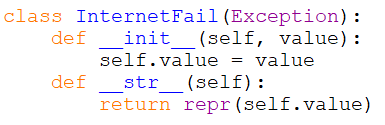 class InternetFail(Exception):
    def __init__(self, value):
        self.value = value
    def __str__(self):
        return repr(self.value)